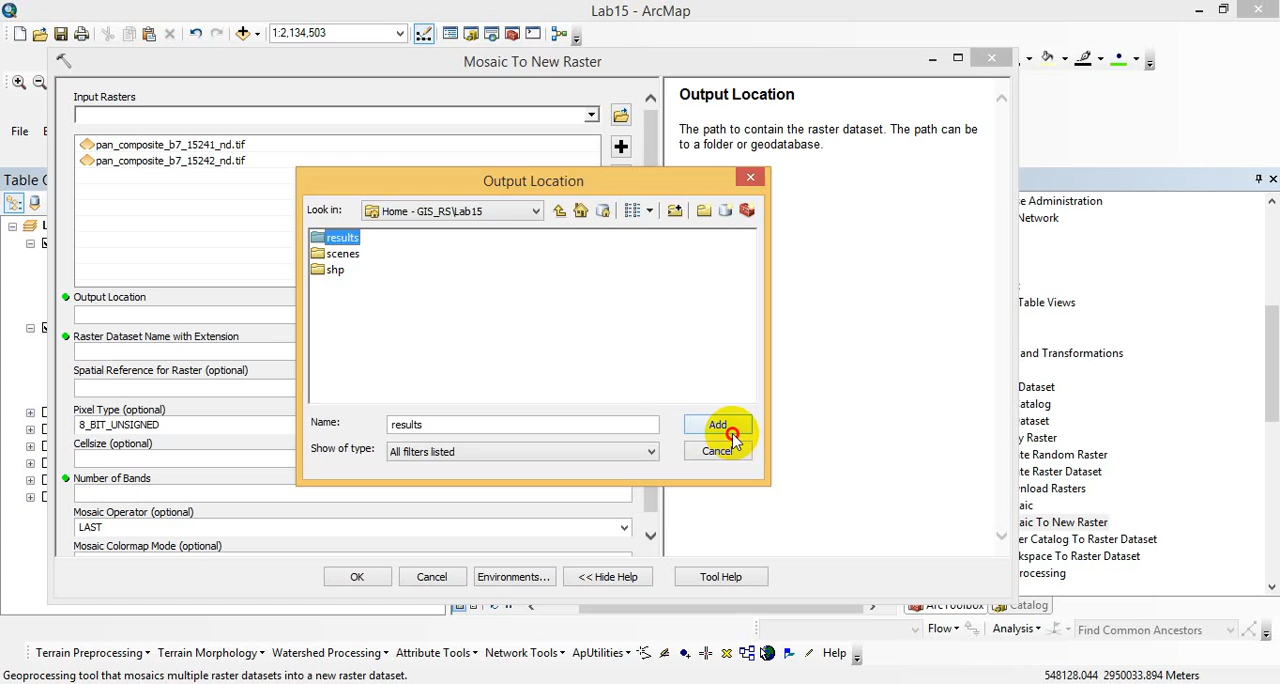 Lab15 - ArcMap
1:2,134,503
Mosaic To New Raster
File
Table
Input Rasters
pan_composite_b7_15241_nd.tif
pan_composite_b7_15242_nd.tif
Output Location
Raster Dataset Name with Extension
Spatial Reference for Raster (optional)
Pixel Type (optional)
8_BIT_UNSIGNED
Cellsize (optional)
Number of Bands
Mosaic Operator (optional)
LAST
Mosaic Colormap Mode (optional)
OK
Cancel
Environments...
<< Hide Help
Tool Help
Output Location
The path to contain the raster dataset. The path can be
to a folder or geodatabase.
Output Location
Look in:
Home - GIS_RS\Lab15
results
scenes
shp
Name:
results
Add
Show of type:
All filters listed
Cancel
se Administration
Network
Table Views
and Transformations
Dataset
atalog
ataset
y Raster
te Random Raster
te Raster Dataset
nload Rasters
aic
aic To New Raster
er Catalog To Raster Dataset
kspace To Raster Dataset
rocessing
ArcToolbox
Catalog
Flow
Analysis
Find Common Ancestors
Terrain Preprocessing
Terrain Morphology
Watershed Processing
Attribute Tools
Network Tools
ApUtilities
Help
Geoprocessing tool that mosaics multiple raster datasets into a new raster dataset.
548128.044 2950033.894 Meters